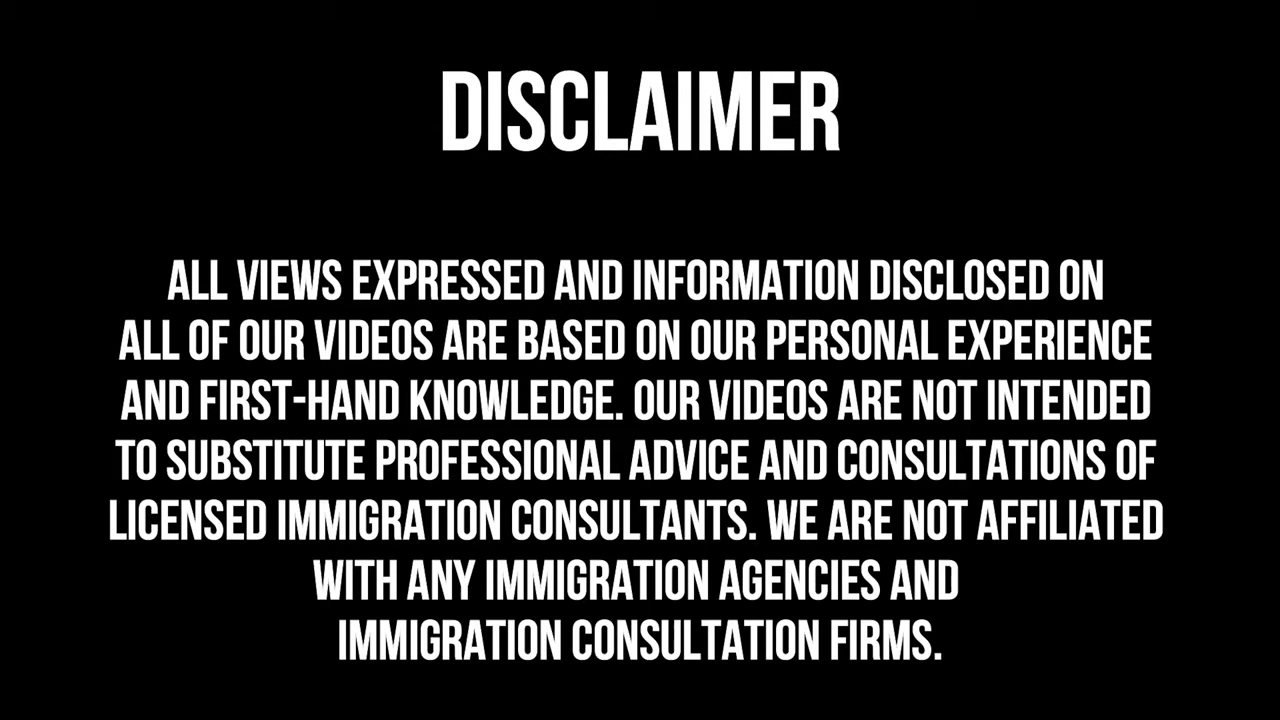 DISCLAIMER
ALL VIEWS EXPRESSED AND INFORMATION DISCLOSED ON
ALL OF OUR VIDEOS ARE BASED ON OUR PERSONAL EXPERIENCE
AND FIRST-HAND KNOWLEDGE. OUR VIDEOS ARE NOT INTENDED
TO SUBSTITUTE PROFESSIONAL ADVICE AND CONSULTATIONS OF
LICENSED IMMIGRATION CONSULTANTS. WE ARE NOT AFFILIATED
WITH ANY IMMIGRATION AGENCIES AND
IMMIGRATION CONSULTATION FIRMS.